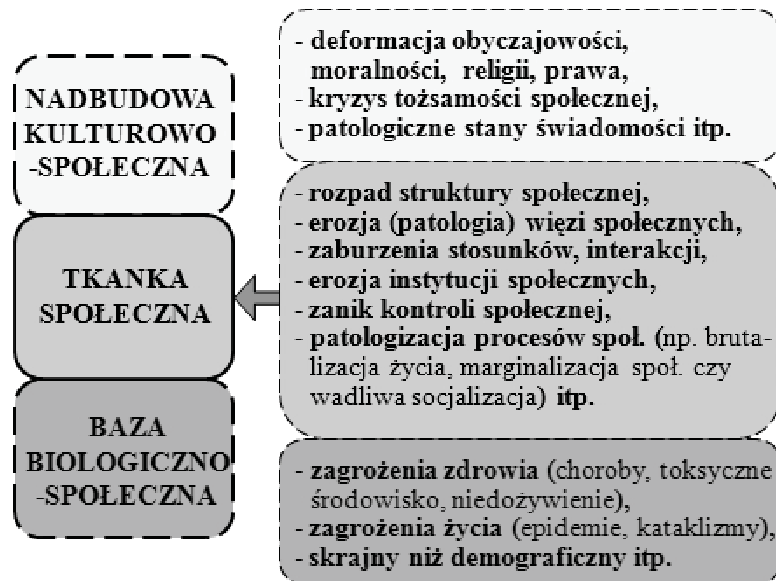 NADBUDOWA
KULTUROWO
-SPOŁECZNA
- deformacja obyczajowości,
moralności, religii, prawa,
- kryzys tożsamości społecznej,
- patologiczne stany świadomości itp.
TKANKA
SPOŁECZNA
- rozpad struktury społecznej,
- erozja (patologia) więzi społecznych,
- zaburzenia stosunków, interakcji,
- erozja instytucji społecznych,
- zanik kontroli społecznej,
- patologizacja procesów społ. (np. bruta-
lizacja życia, marginalizacja społ. czy
wadliwa socjalizacja) itp.
BAZA
BIOLOGICZNO
-SPOŁECZNA
- zagrożenia zdrowia (choroby, toksyczne
środowisko, niedożywienie),
- zagrożenia życia (epidemie, kataklizmy),
- skrajny niż demograficzny itp.